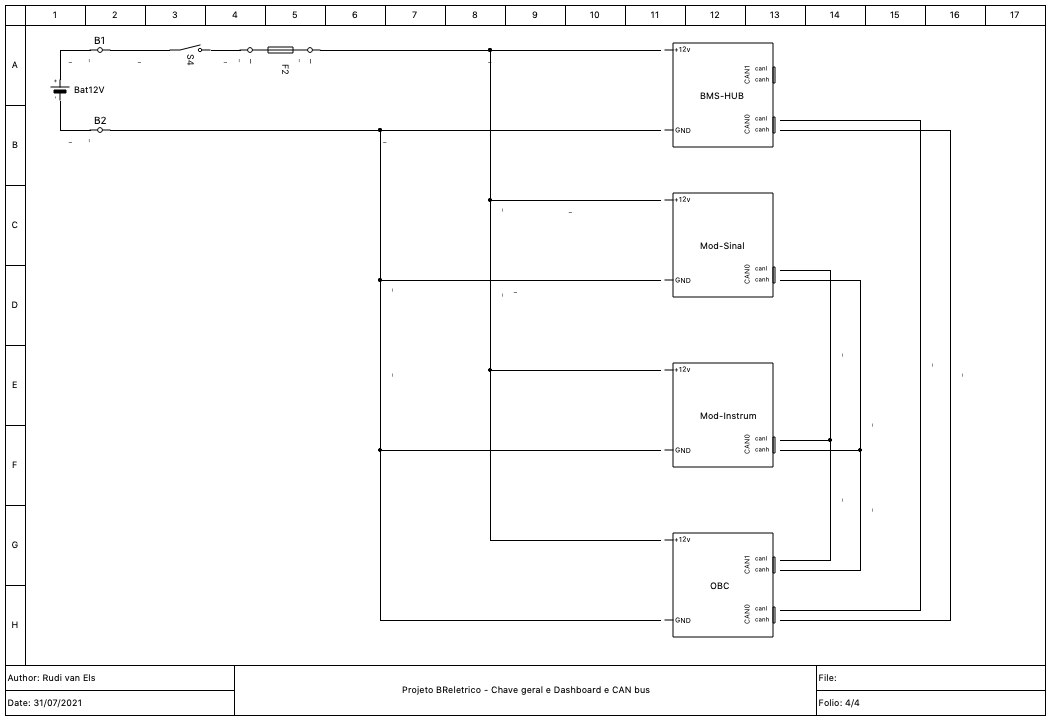 1 2 3 4 5 6 7 8 9 10 11 12 13 14 15 16 17
A
B1
S4
F2
+12v
CAN1
canl
canh
Bat12V
BMS-HUB
B2
CAN0
canl
canh
B
GND
+12v
C
Mod-Sinal
CAN0
canl
canh
GND
D
+12v
E
Mod-Instrum
CAN0
canl
canh
GND
F
+12v
G
CAN1
canl
canh
OBC
CAN0
canl
canh
GND
H
Author: Rudi van Els
Date: 31/07/2021
Projeto BReletrico - Chave geral e Dashboard e CAN bus
File:
Folio: 4/4